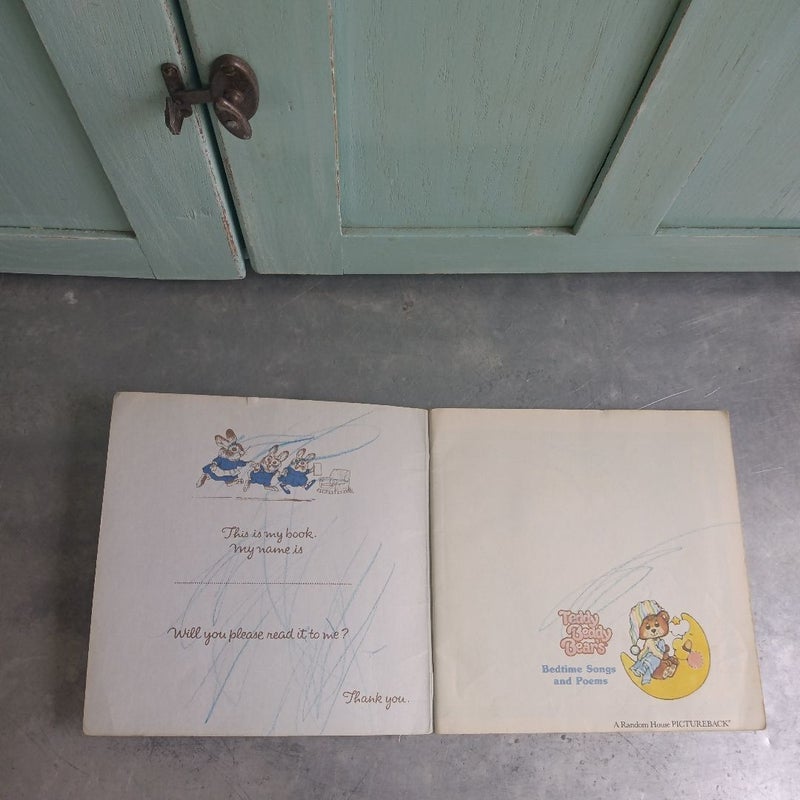 This is my book.
My name is
Will you please read it to me?
Thank you.
Teddy
Beddy
Bear's
Bedtime Songs
and Poems
A Random House PICTUREBACK®